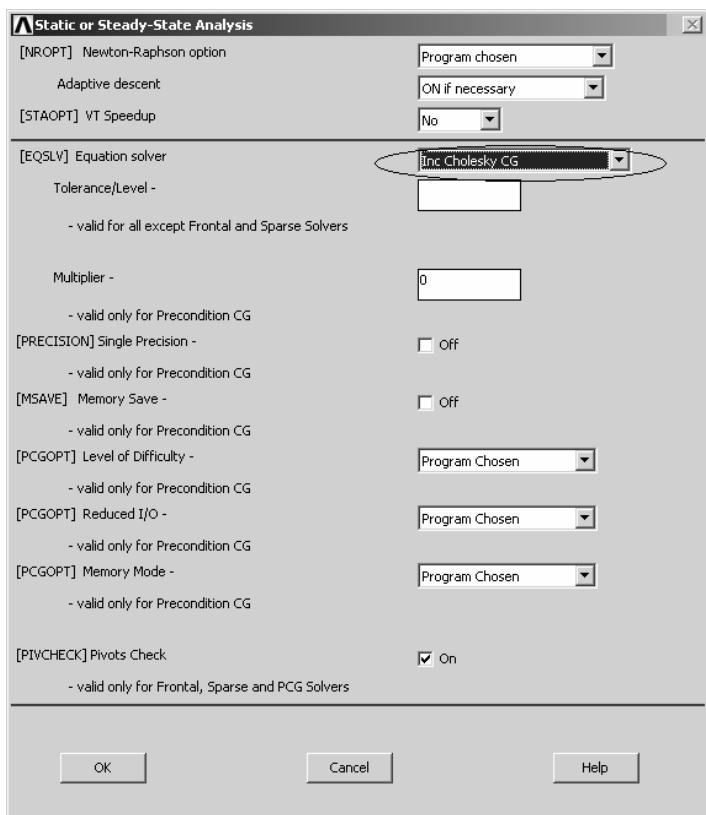 Static or Steady-State Analysis
[NROPT] Newton-Raphson option Program chosen
Adaptive descent ON if necessary
[STAOPT] VT Speedup No
[EQSLV] Equation solver Inc Cholesky CG
Tolerance/Level -
- valid for all except Frontal and Sparse Solvers
Multiplier - 0
- valid only for Precondition CG
[PRECISION] Single Precision - Off
- valid only for Precondition CG
[MSAVE] Memory Save - Off
- valid only for Precondition CG
[PCGOPT] Level of Difficulty - Program Chosen
- valid only for Precondition CG
[PCGOPT] Reduced I/O - Program Chosen
- valid only for Precondition CG
[PCGOPT] Memory Mode - Program Chosen
- valid only for Precondition CG
[PIVCHECK] Pivots Check On
- valid only for Frontal, Sparse and PCG Solvers
OK Cancel Help